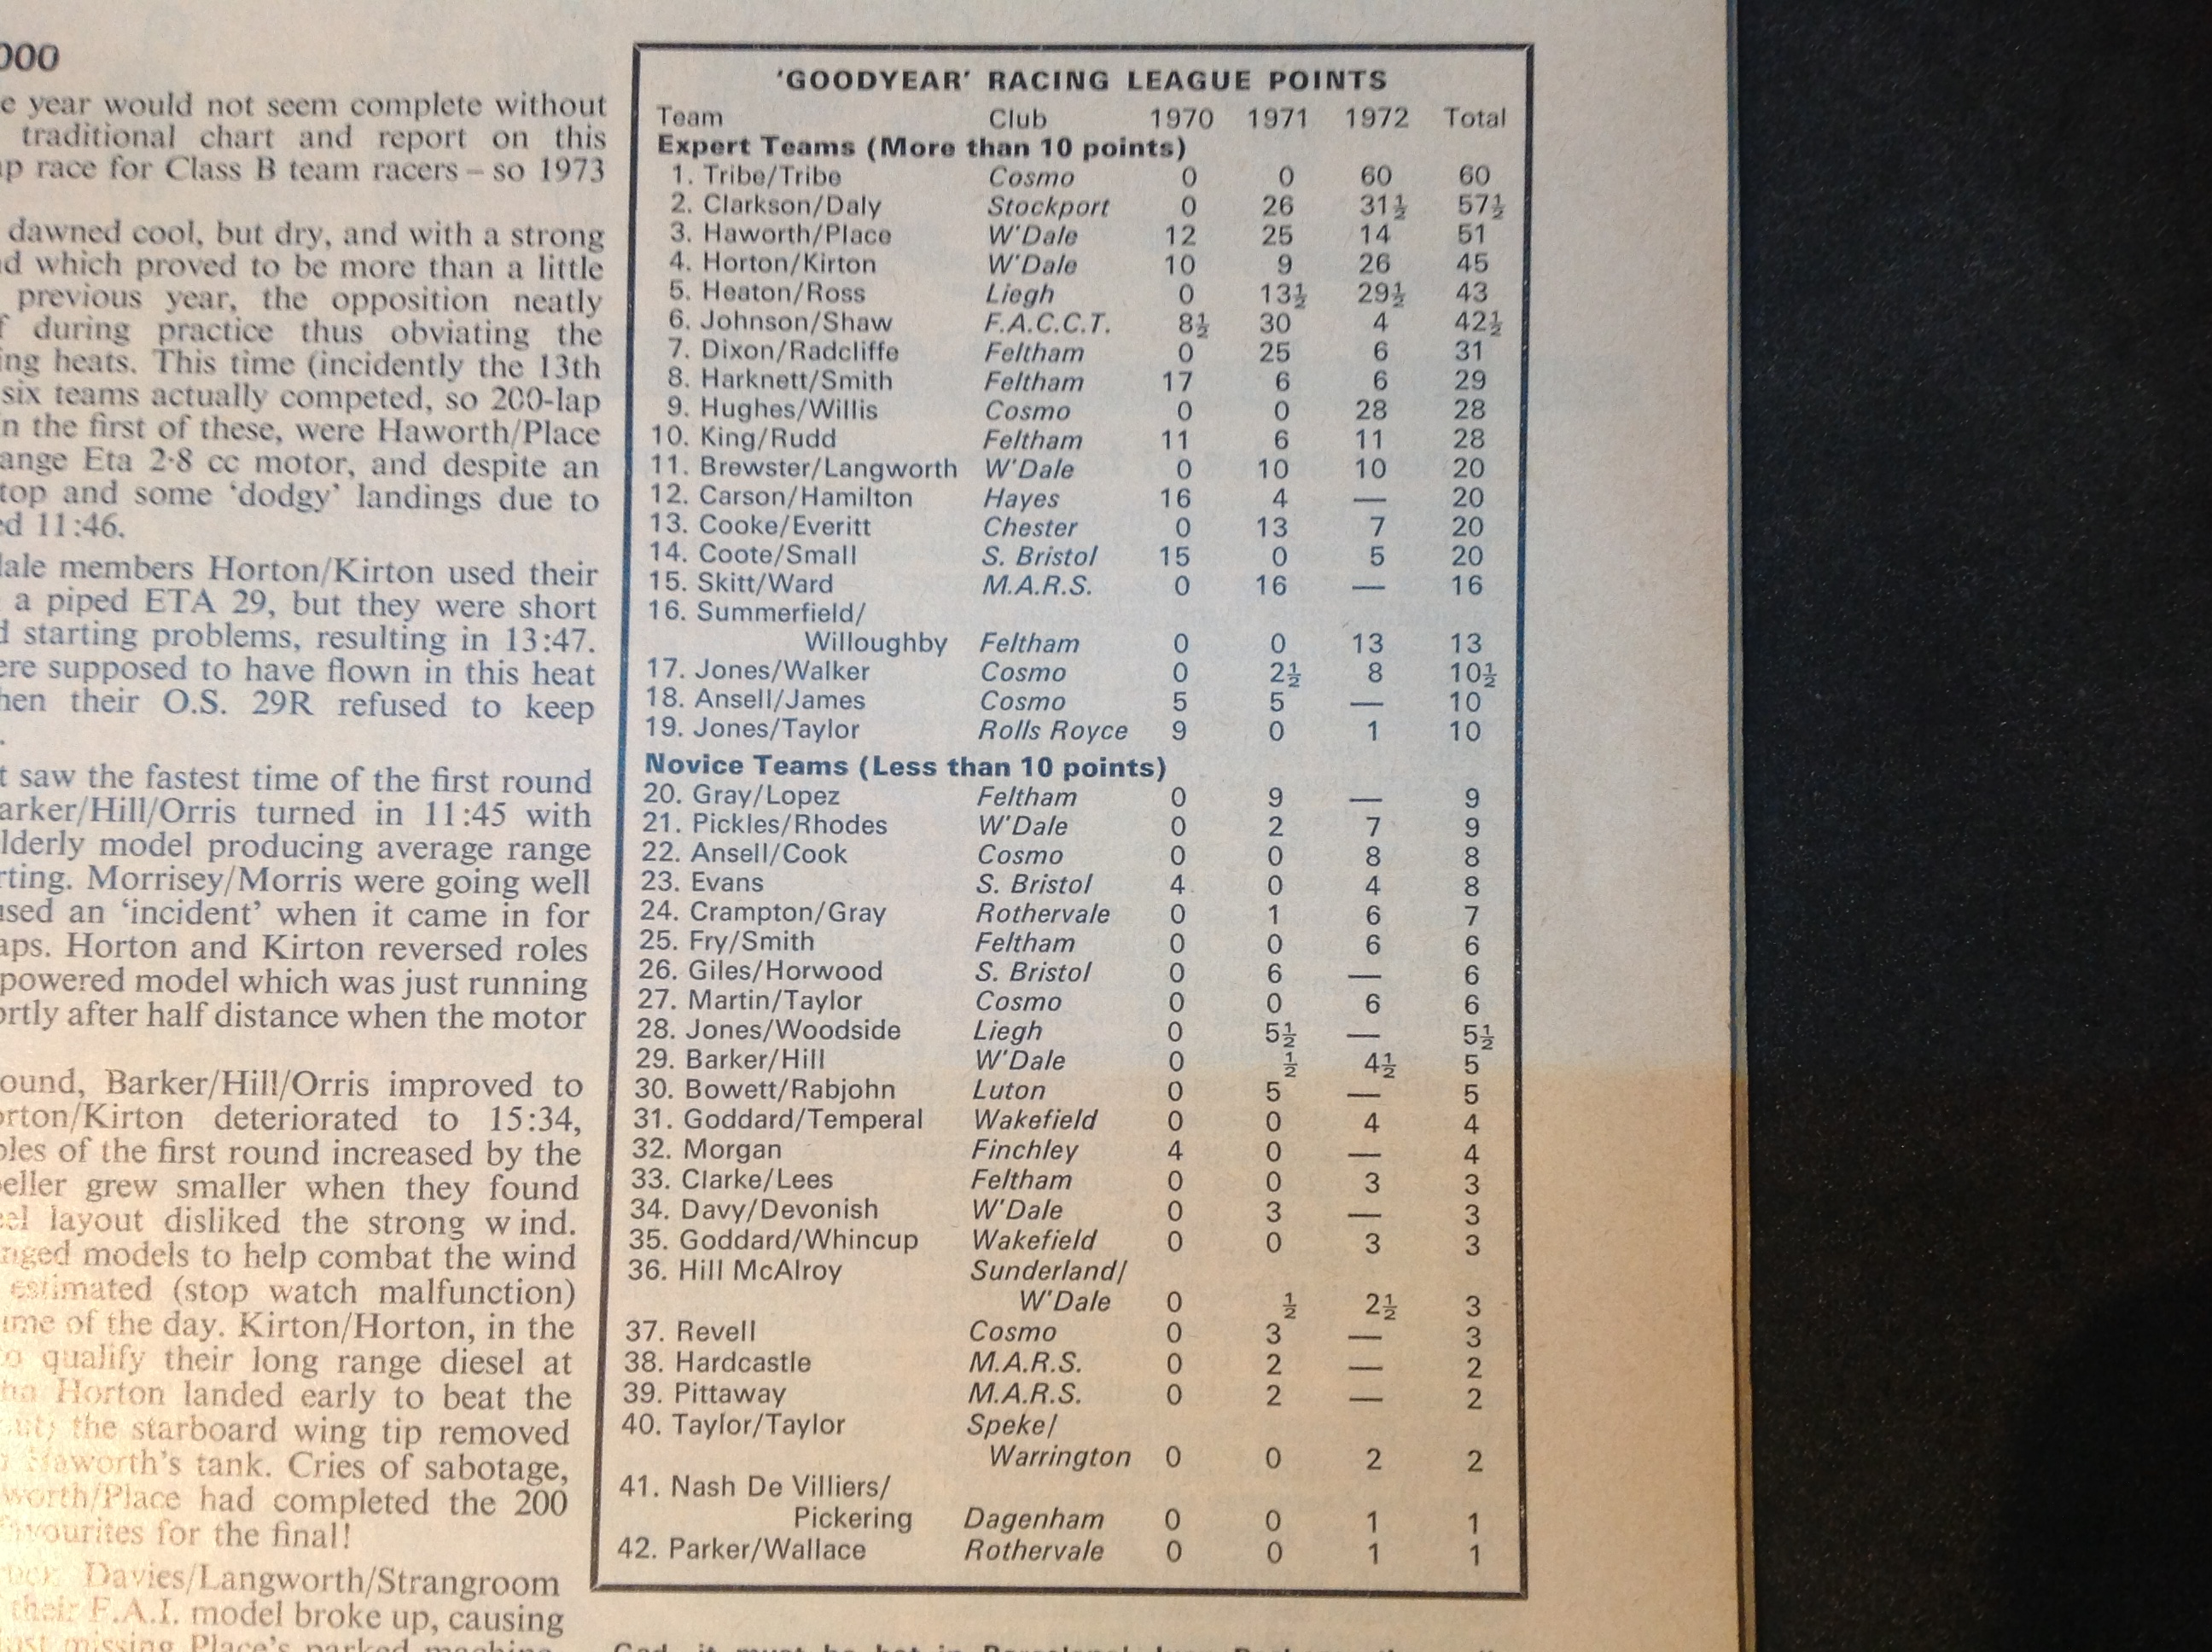 000
e year would not seem complete without
traditional chart and report on this
p race for Class B team racers – so 1973
dawned cool, but dry, and with a strong
d which proved to be more than a little
previous year, the opposition neatly
f during practice thus obviating the
ing heats. This time (incidently the 13th
six teams actually competed, so 200-lap
n the first of these, were Haworth/Place
ange Eta 2·8 cc motor, and despite an
top and some ‘dodgy’ landings due to
ed 11:46.
dale members Horton/Kirton used their
a piped ETA 29, but they were short
d starting problems, resulting in 13:47.
ere supposed to have flown in this heat
hen their O.S. 29R refused to keep
.
t saw the fastest time of the first round
arker/Hill/Orris turned in 11:45 with
lderly model producing average range
rting. Morrisey/Morris were going well
used an ‘incident’ when it came in for
aps. Horton and Kirton reversed roles
powered model which was just running
ortly after half distance when the motor
ound, Barker/Hill/Orris improved to
orton/Kirton deteriorated to 15:34,
bles of the first round increased by the
peller grew smaller when they found
el layout disliked the strong wind.
nged models to help combat the wind
estimated (stop watch malfunction)
ime of the day. Kirton/Horton, in the
to qualify their long range diesel at
Horton landed early to beat the
the starboard wing tip removed
Haworth’s tank. Cries of sabotage,
worth/Place had completed the 200
favourites for the final!
Davies/Langworth/Strangroom
their F.A.I. model broke up, causing
just missing Place’s parked machine
‘GOODYEAR’ RACING LEAGUE POINTS
Team Club 1970 1971 1972 Total
Expert Teams (More than 10 points)
1. Tribe/Tribe Cosmo 0 0 60 60
2. Clarkson/Daly Stockport 0 26 31½ 57½
3. Haworth/Place W’Dale 12 25 14 51
4. Horton/Kirton W’Dale 10 9 26 45
5. Heaton/Ross Liegh 0 13½ 29½ 43
6. Johnson/Shaw F.A.C.C.T. 8½ 30 4 42½
7. Dixon/Radcliffe Feltham 0 25 6 31
8. Harknett/Smith Feltham 17 6 6 29
9. Hughes/Willis Cosmo 0 0 28 28
10. King/Rudd Feltham 11 6 11 28
11. Brewster/Langworth W’Dale 0 10 10 20
12. Carson/Hamilton Hayes 16 4 — 20
13. Cooke/Everitt Chester 0 13 7 20
14. Coote/Small S. Bristol 15 0 5 20
15. Skitt/Ward M.A.R.S. 0 16 — 16
16. Summerfield/
Willoughby Feltham 0 0 13 13
17. Jones/Walker Cosmo 0 2½ 8 10½
18. Ansell/James Cosmo 5 5 — 10
19. Jones/Taylor Rolls Royce 9 0 1 10
Novice Teams (Less than 10 points)
20. Gray/Lopez Feltham 0 9 — 9
21. Pickles/Rhodes W’Dale 0 2 7 9
22. Ansell/Cook Cosmo 0 0 8 8
23. Evans S. Bristol 4 0 4 8
24. Crampton/Gray Rothervale 0 1 6 7
25. Fry/Smith Feltham 0 0 6 6
26. Giles/Horwood S. Bristol 0 6 — 6
27. Martin/Taylor Cosmo 0 0 6 6
28. Jones/Woodside Liegh 0 5½ — 5½
29. Barker/Hill W’Dale 0 ½ 4½ 5
30. Bowett/Rabjohn Luton 0 5 — 5
31. Goddard/Temperal Wakefield 0 0 4 4
32. Morgan Finchley 4 0 — 4
33. Clarke/Lees Feltham 0 0 3 3
34. Davy/Devonish W’Dale 0 3 — 3
35. Goddard/Whincup Wakefield 0 0 3 3
36. Hill McAlroy Sunderland/
W’Dale 0 ½ 2½ 3
37. Revell Cosmo 0 3 — 3
38. Hardcastle M.A.R.S. 0 2 — 2
39. Pittaway M.A.R.S. 0 2 — 2
40. Taylor/Taylor Speke/
Warrington 0 0 2 2
41. Nash De Villiers/
Pickering Dagenham 0 0 1 1
42. Parker/Wallace Rothervale 0 0 1 1